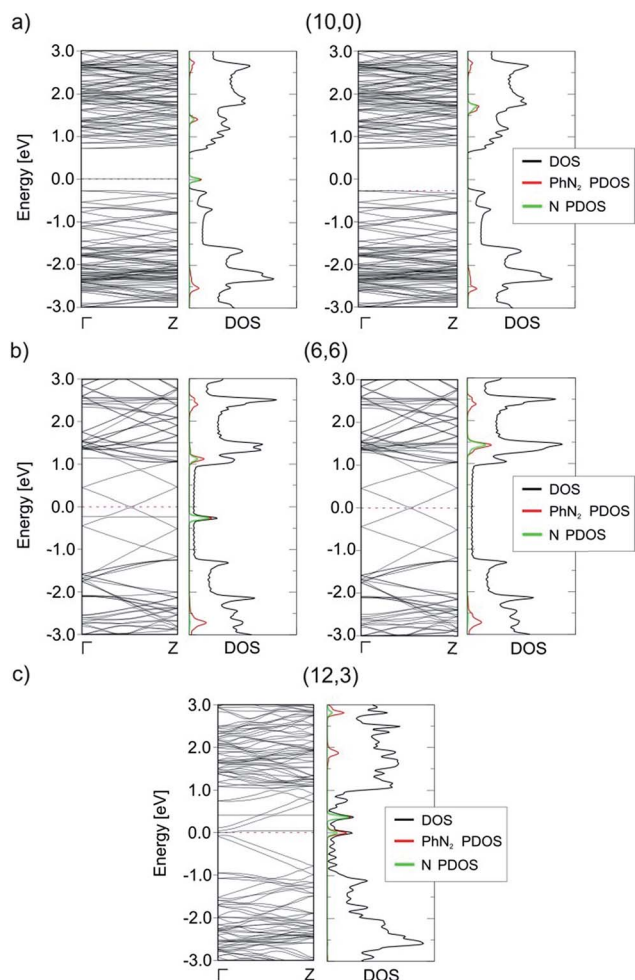 a)
(10,0)
3.0
2.0
1.0
0.0
-1.0
-2.0
-3.0
Energy [eV]
Γ
Z
DOS
3.0
2.0
1.0
0.0
-1.0
-2.0
-3.0
Energy [eV]
Γ
Z
DOS
DOS
PhN₂ PDOS
N PDOS
b)
(6,6)
3.0
2.0
1.0
0.0
-1.0
-2.0
-3.0
Energy [eV]
Γ
Z
DOS
3.0
2.0
1.0
0.0
-1.0
-2.0
-3.0
Energy [eV]
Γ
Z
DOS
DOS
PhN₂ PDOS
N PDOS
c)
(12,3)
3.0
2.0
1.0
0.0
-1.0
-2.0
-3.0
Energy [eV]
Γ
Z
DOS
DOS
PhN₂ PDOS
N PDOS